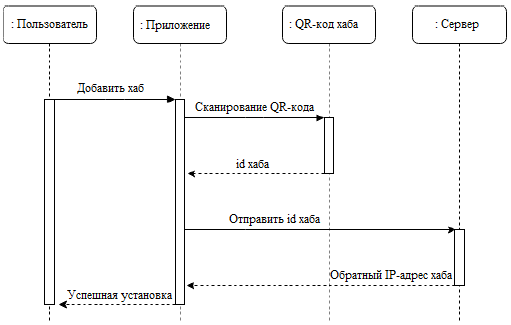 : Пользователь
: Приложение
: QR-код хаба
: Сервер
Добавить хаб
Сканирование QR-кода
id хаба
Отправить id хаба
Обратный IP-адрес хаба
Успешная установка